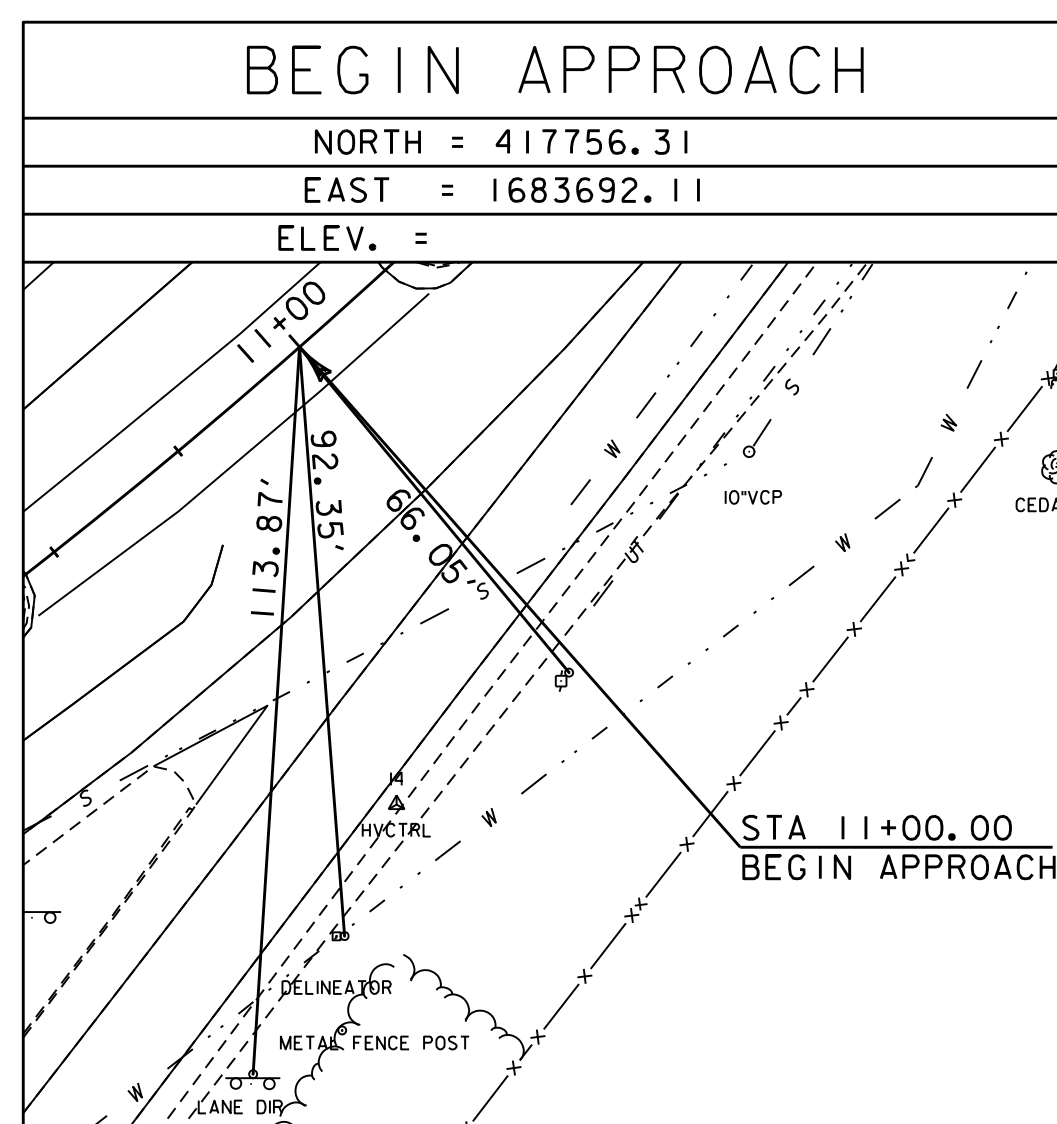 BEGIN APPROACH
NORTH = 417756.31
EAST = 1683692.11
ELEV. =
11+00
113.87'
92.35'
66.05'
S
W
S
W
10"VCP
UT
W
S
14
HVCTRL
W
STA 11+00.00
BEGIN APPROACH
DELINEATOR
METAL FENCE POST
W
LANE DIR